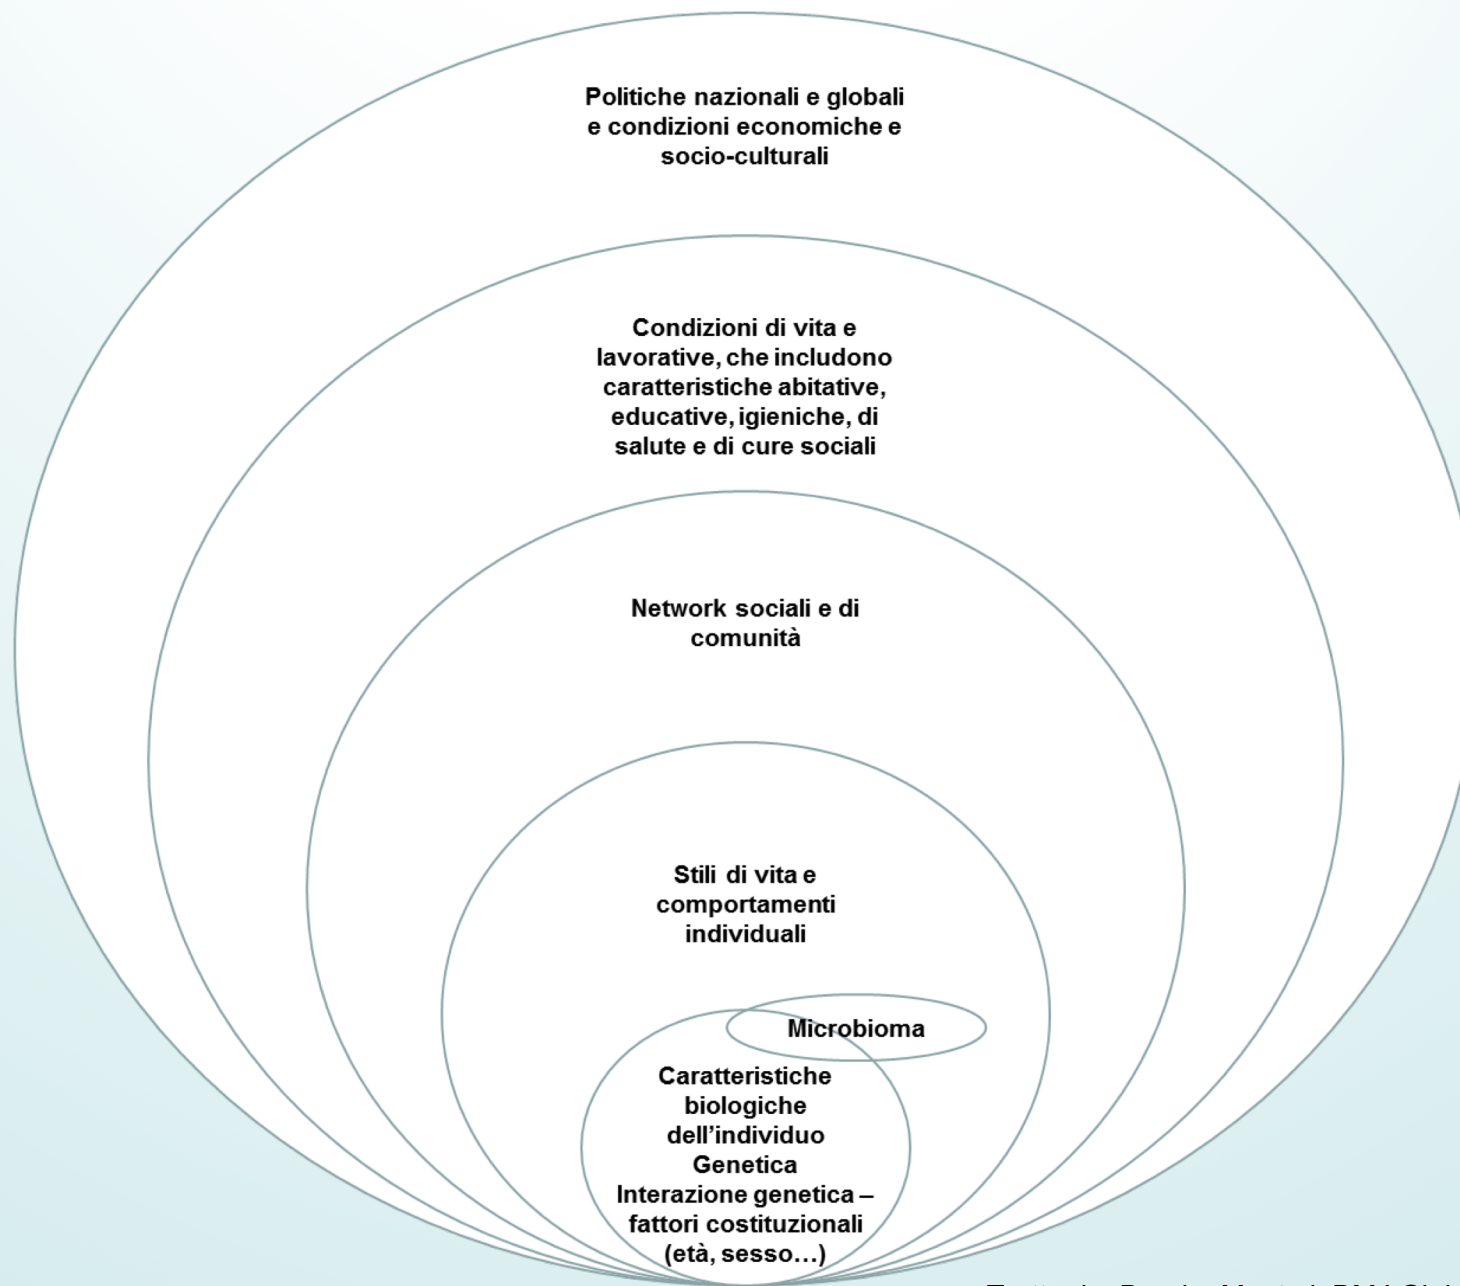 Politiche nazionali e globali
e condizioni economiche e
socio-culturali
Condizioni di vita e
lavorative, che includono
caratteristiche abitative,
educative, igieniche, di
salute e di cure sociali
Network sociali e di
comunità
Stili di vita e
comportamenti
individuali
Microbioma
Caratteristiche
biologiche
dell’individuo
Genetica
Interazione genetica –
fattori costituzionali
(età, sesso…)